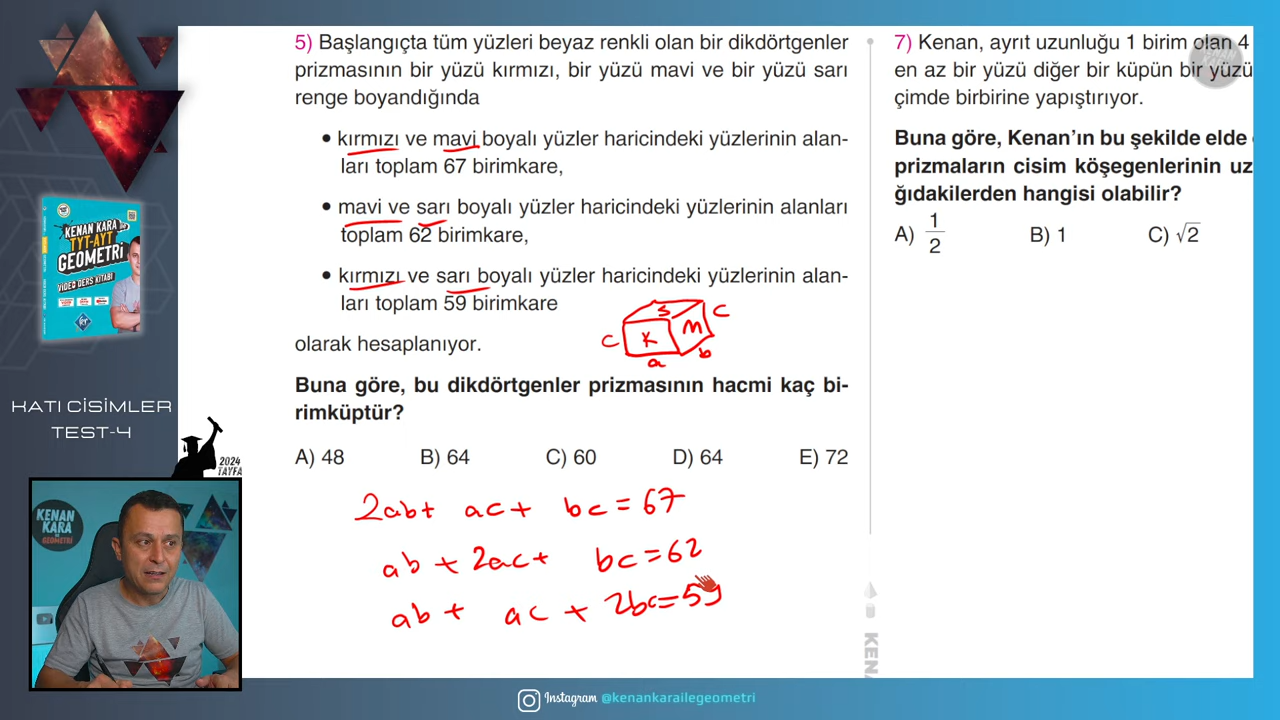 5) Başlangıçta tüm yüzleri beyaz renkli olan bir dikdörtgenler
prizmasının bir yüzü kırmızı, bir yüzü mavi ve bir yüzü sarı
renge boyandığında
• kırmızı ve mavi boyalı yüzler haricindeki yüzlerinin alan-
ları toplam 67 birimkare,
• mavi ve sarı boyalı yüzler haricindeki yüzlerinin alanları
toplam 62 birimkare,
• kırmızı ve sarı boyalı yüzler haricindeki yüzlerinin alan-
ları toplam 59 birimkare
olarak hesaplanıyor.
S
C
K
M
C
a
b
Buna göre, bu dikdörtgenler prizmasının hacmi kaç bi-
rimküptür?
A) 48 B) 64 C) 60 D) 64 E) 72
2ab+ ac+ bc=67
ab+2ac+ bc=62
ab+ ac+2bc=59
7) Kenan, ayrıt uzunluğu 1 birim olan 4
en az bir yüzü diğer bir küpün bir yüzü
çimde birbirine yapıştırıyor.
Buna göre, Kenan'ın bu şekilde elde
prizmaların cisim köşegenlerinin uz
ğıdakilerden hangisi olabilir?
A) 1/2 B) 1 C) √2
KENA
KENAN KARA
TYT-AYT
GEOMETRİ
VİDEO DERS KİTABI
KATI CİSİMLER
TEST-4
2024
TAYFA
KENAN
KARA
GEOMETRİ
Instagram @kenankarailegeometri